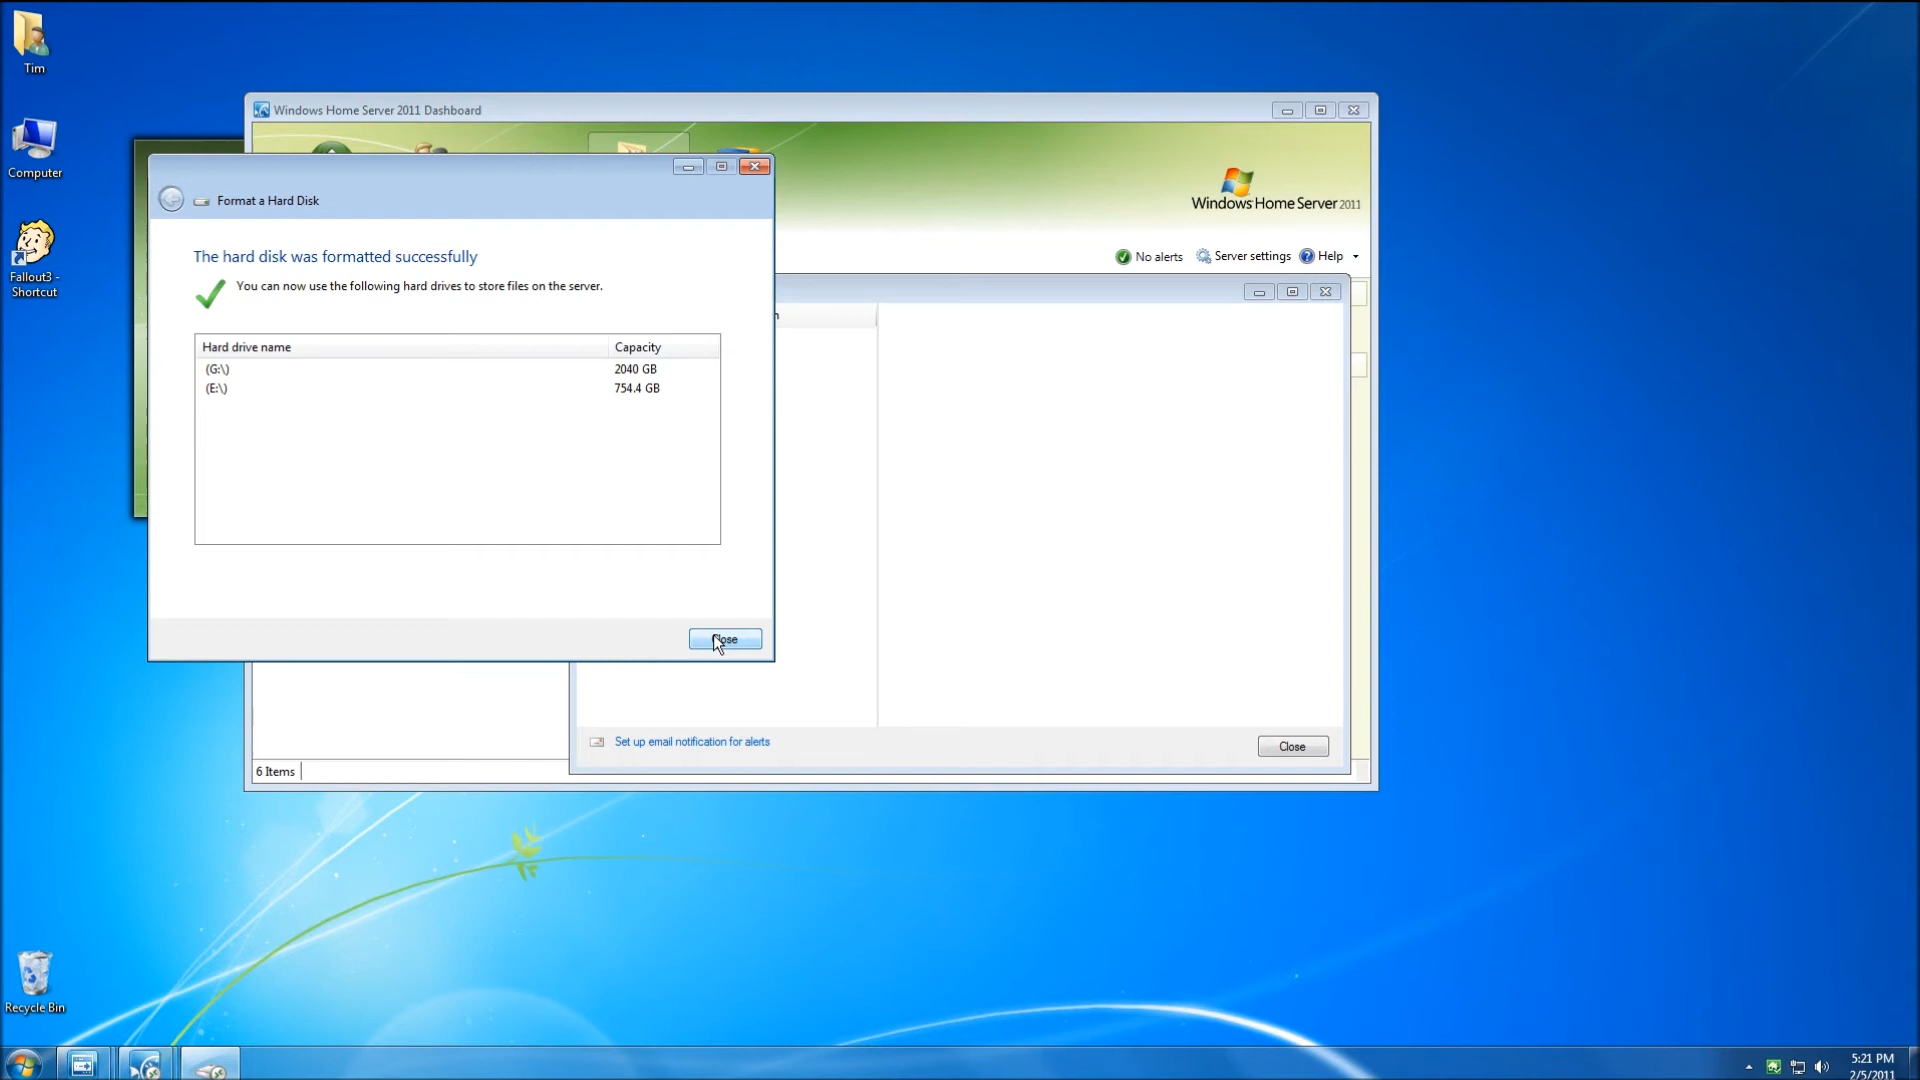 Tim
Computer
Fallout3 -
Shortcut
Recycle Bin
Windows Home Server 2011 Dashboard
Windows Home Server 2011
No alerts
Server settings
Help
Format a Hard Disk
The hard disk was formatted successfully
You can now use the following hard drives to store files on the server.
Hard drive name Capacity
(G:\) 2040 GB
(E:\) 754.4 GB
Close
Set up email notification for alerts
Close
6 Items
5:21 PM
2/5/2011